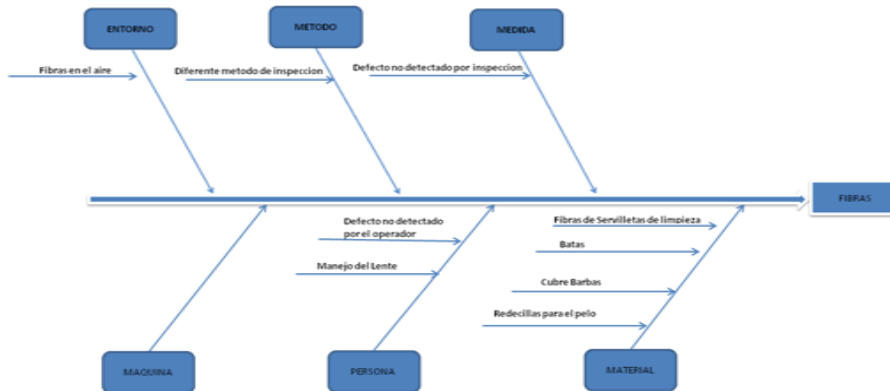 ENTORNO
METODO
MEDIDA
Fibras en el aire
Diferente metodo de inspeccion
Defecto no detectado por inspeccion
FIBRAS
Defecto no detectado
por el operador
Manejo del Lente
Fibras de Servilletas de limpieza
Batas
Cubre Barbas
Redecillas para el pelo
MAQUINA
PERSONA
MATERIAL